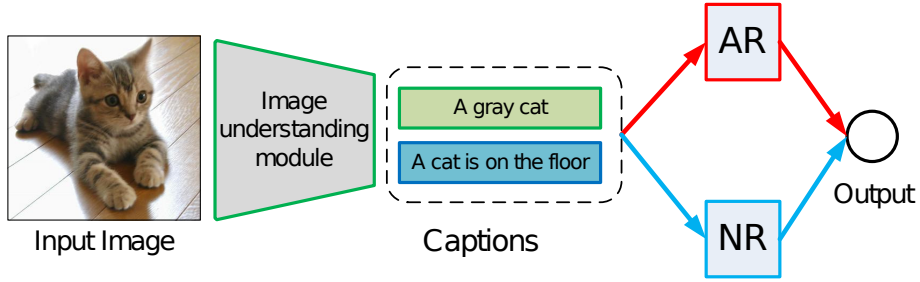 Input Image
Image
understanding
module
A gray cat
A cat is on the floor
Captions
AR
NR
Output